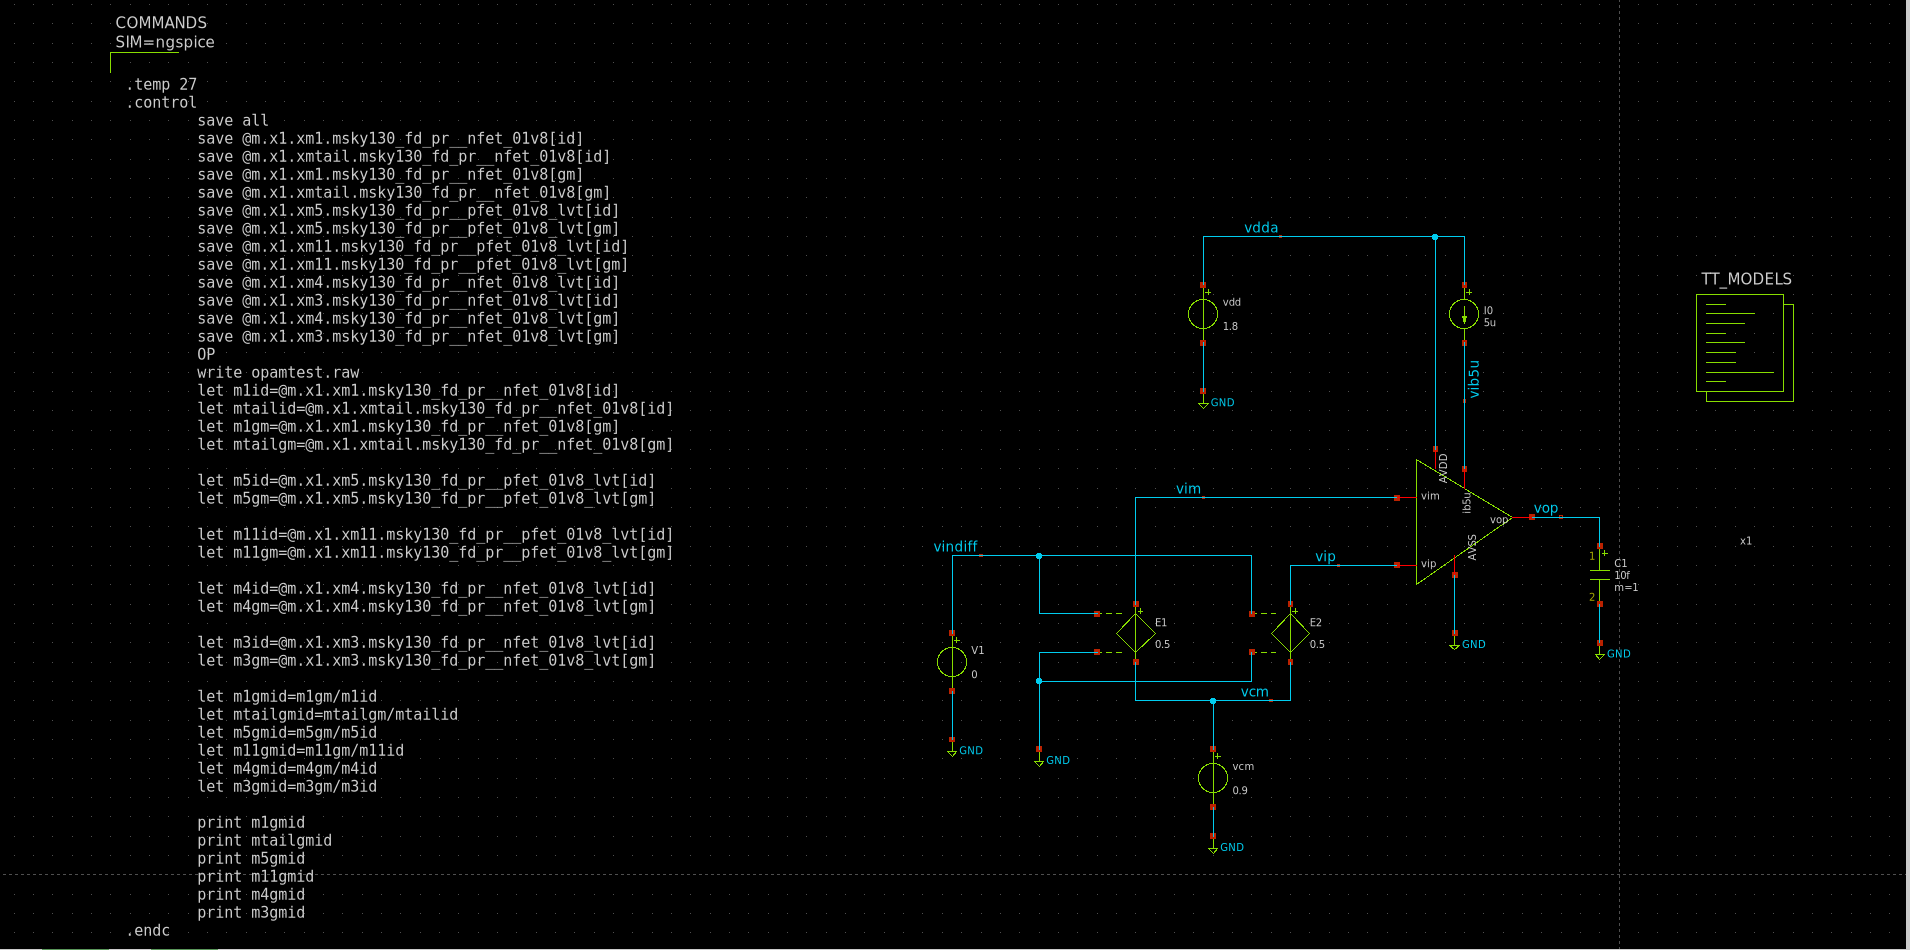 COMMANDS
SIM=ngspice
.temp 27
.control
save all
save @m.x1.xm1.msky130_fd_pr__nfet_01v8[id]
save @m.x1.xmtail.msky130_fd_pr__nfet_01v8[id]
save @m.x1.xm1.msky130_fd_pr__nfet_01v8[gm]
save @m.x1.xmtail.msky130_fd_pr__nfet_01v8[gm]
save @m.x1.xm5.msky130_fd_pr__pfet_01v8_lvt[id]
save @m.x1.xm5.msky130_fd_pr__pfet_01v8_lvt[gm]
save @m.x1.xm11.msky130_fd_pr__pfet_01v8_lvt[id]
save @m.x1.xm11.msky130_fd_pr__pfet_01v8_lvt[gm]
save @m.x1.xm4.msky130_fd_pr__pfet_01v8_lvt[id]
save @m.x1.xm3.msky130_fd_pr__pfet_01v8_lvt[id]
save @m.x1.xm4.msky130_fd_pr__pfet_01v8_lvt[gm]
save @m.x1.xm3.msky130_fd_pr__pfet_01v8_lvt[gm]
OP
write opamtest.raw
let m1id=@m.x1.xm1.msky130_fd_pr__nfet_01v8[id]
let mtailid=@m.x1.xmtail.msky130_fd_pr__nfet_01v8[id]
let m1gm=@m.x1.xm1.msky130_fd_pr__nfet_01v8[gm]
let mtailgm=@m.x1.xmtail.msky130_fd_pr__nfet_01v8[gm]
let m5id=@m.x1.xm5.msky130_fd_pr__pfet_01v8_lvt[id]
let m5gm=@m.x1.xm5.msky130_fd_pr__pfet_01v8_lvt[gm]
let m11id=@m.x1.xm11.msky130_fd_pr__pfet_01v8_lvt[id]
let m11gm=@m.x1.xm11.msky130_fd_pr__pfet_01v8_lvt[gm]
let m4id=@m.x1.xm4.msky130_fd_pr__pfet_01v8_lvt[id]
let m4gm=@m.x1.xm4.msky130_fd_pr__pfet_01v8_lvt[gm]
let m3id=@m.x1.xm3.msky130_fd_pr__pfet_01v8_lvt[id]
let m3gm=@m.x1.xm3.msky130_fd_pr__pfet_01v8_lvt[gm]
let m1gmid=m1gm/m1id
let mtailgmid=mtailgm/mtailid
let m5gmid=m5gm/m5id
let m11gmid=m11gm/m11id
let m4gmid=m4gm/m4id
let m3gmid=m3gm/m3id
print m1gmid
print mtailgmid
print m5gmid
print m11gmid
print m4gmid
print m3gmid
.endc
vdda
vdd
1.8
GND
I0
5u
vib5u
TT_MODELS
AVDD
ib5u
vim
vim
vop
vop
AVSS
vip
vip
x1
1
C1
10f
m=1
2
GND
GND
vindiff
V1
0
GND
E1
0.5
E2
0.5
GND
vcm
vcm
0.9
GND